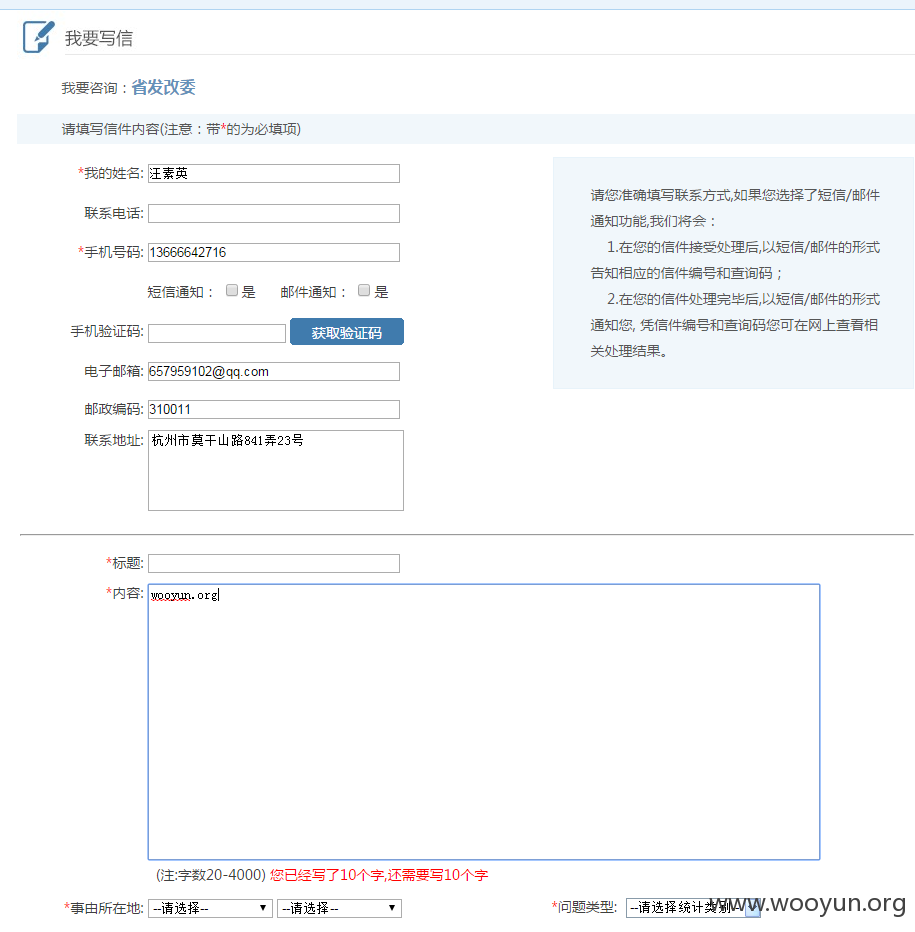 我要写信
我要咨询：省发改委
请填写信件内容(注意：带*的为必填项)
*我的姓名: 汪素英
联系电话:
*手机号码: 13666642716
短信通知： 是 邮件通知： 是
手机验证码: 获取验证码
电子邮箱: 657959102@qq.com
邮政编码: 310011
联系地址: 杭州市莫干山路841弄23号
请您准确填写联系方式,如果您选择了短信/邮件
通知功能,我们将会：
1.在您的信件接受处理后,以短信/邮件的形式
告知相应的信件编号和查询码；
2.在您的信件处理完毕后,以短信/邮件的形式
通知您, 凭信件编号和查询码您可在网上查看相
关处理结果。
*标题:
*内容: wooyun.org
(注:字数20-4000) 您已经写了10个字,还需要写10个字
*事由所在地: --请选择-- --请选择-- *问题类型: --请选择统计类别--
www.wooyun.org